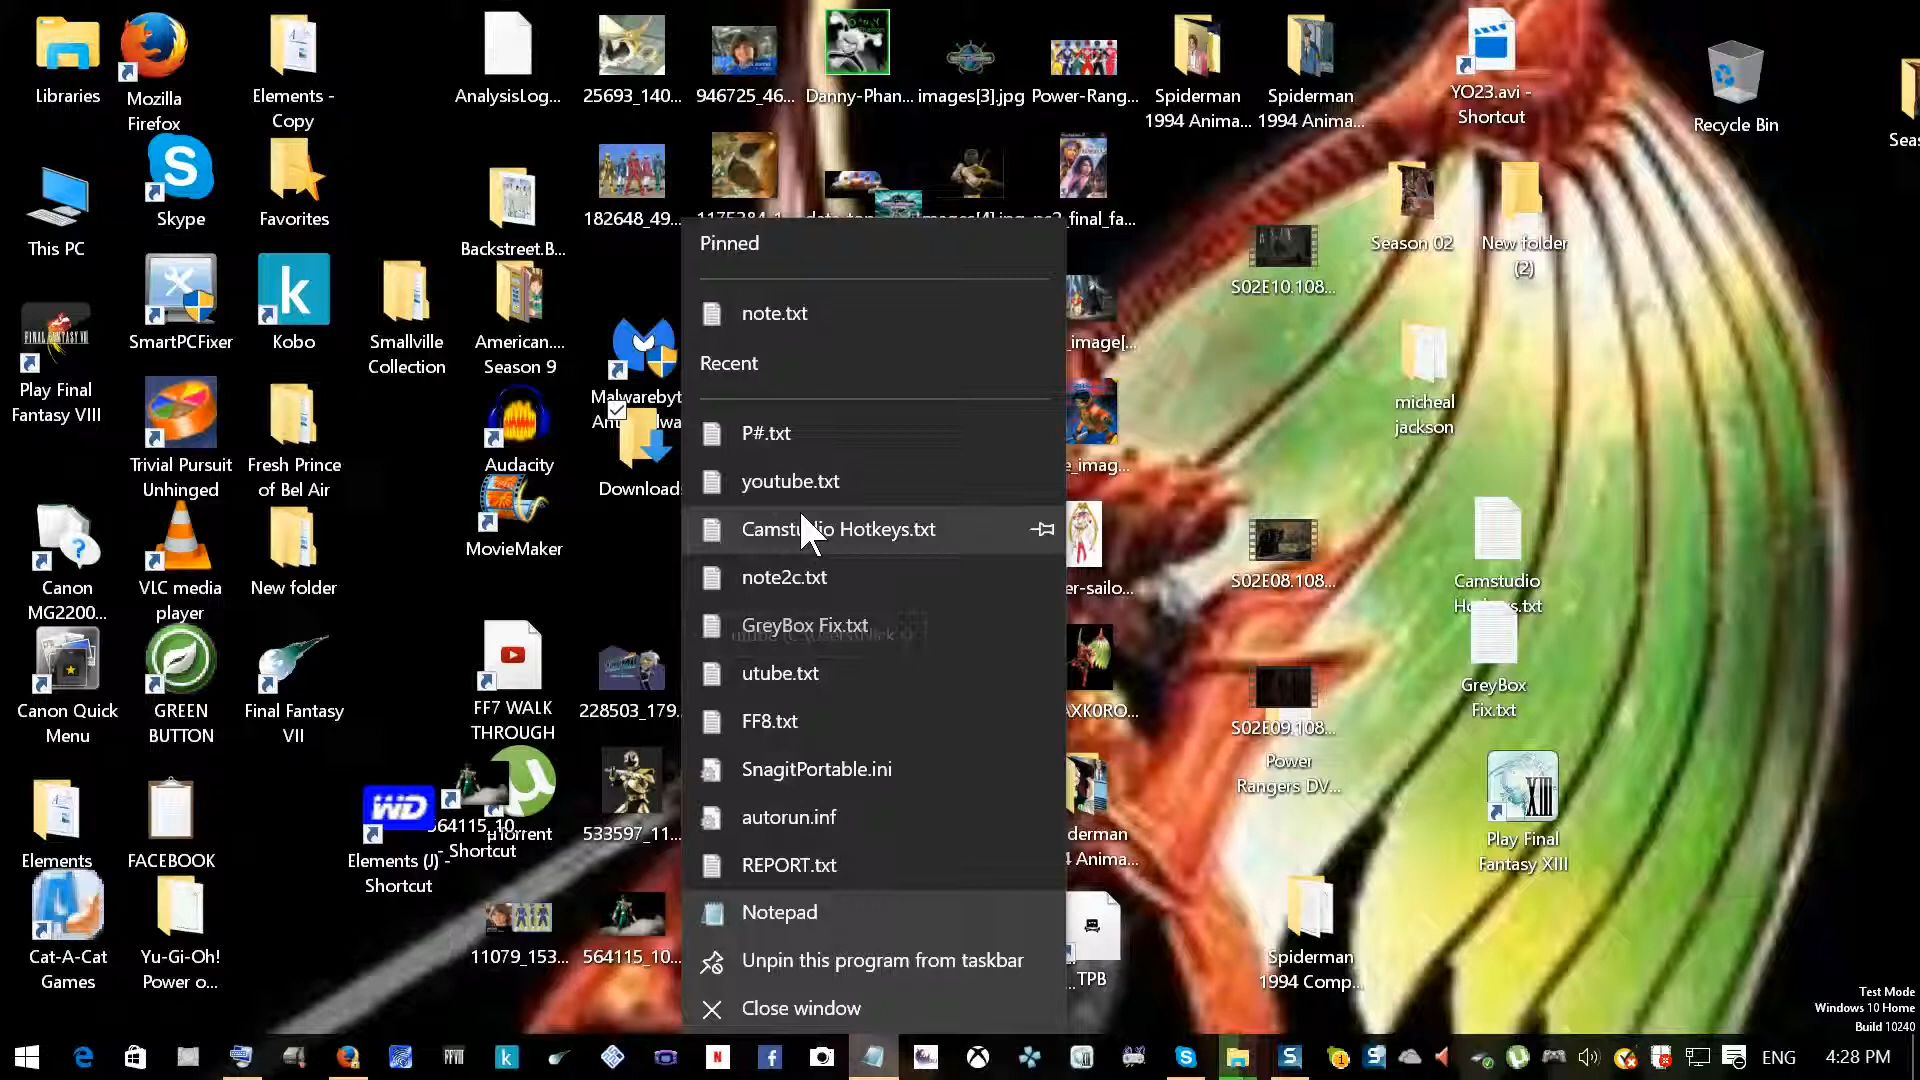 Libraries
Mozilla
Firefox
Elements -
Copy
AnalysisLog...
25693_140...
946725_46...
Danny-Phan...
images[3].jpg
Power-Rang...
Spiderman
1994 Anima...
Spiderman
1994 Anima...
YO23.avi -
Shortcut
Recycle Bin
Seas
This PC
Skype
Favorites
Backstreet.B...
182648_49...
final_fa...
Season 02
New folder
(2)
S02E10.108...
Play Final
Fantasy VIII
SmartPCFixer
Kobo
Smallville
Collection
American....
Season 9
Trivial Pursuit
Unhinged
Fresh Prince
of Bel Air
Audacity
Downloads
micheal
jackson
Canon
MG2200...
VLC media
player
New folder
MovieMaker
S02E08.108...
Camstudio
GreyBox
Fix.txt
Canon Quick
Menu
GREEN
BUTTON
Final Fantasy
VII
FF7 WALK
THROUGH
228503_179.
S02E09.108...
Power
Rangers DV...
Play Final
Fantasy XIII
Elements
FACEBOOK
WD
Elements (J) -
Shortcut
564115_10
- Shortcut
533597_11...
Cat-A-Cat
Games
Yu-Gi-Oh!
Power o...
11079_153...
564115_10...
TPB
Spiderman
1994 Comp...
Pinned
note.txt
Recent
P#.txt
youtube.txt
Camstudio Hotkeys.txt
note2c.txt
GreyBox Fix.txt
utube.txt
FF8.txt
SnagitPortable.ini
autorun.inf
REPORT.txt
Notepad
Unpin this program from taskbar
Close window
Test Mode
Windows 10 Home
Build 10240
ENG
4:28 PM